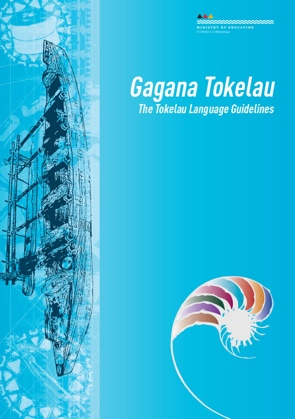 MINISTRY OF EDUCATION
Gagana Tokelau
The Tokelau Language Guidelines